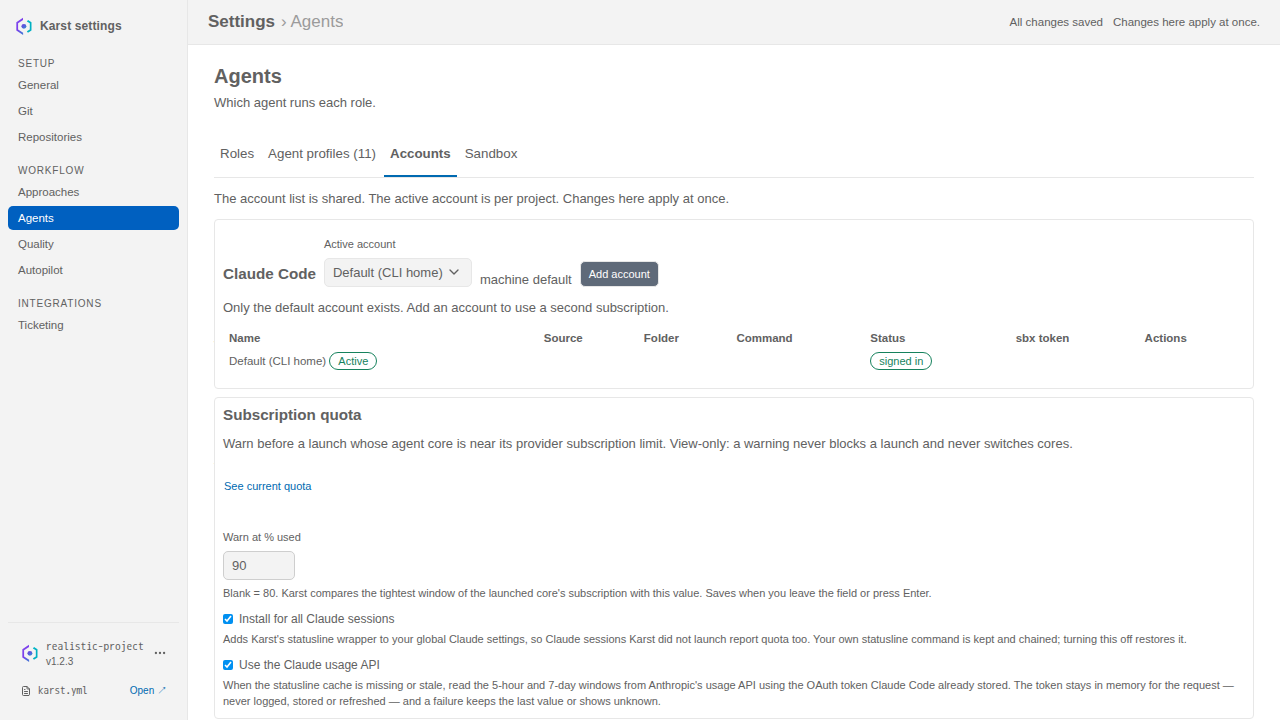 Karst settings
SETUP
General
Git
Repositories
WORKFLOW
Approaches
Agents
Quality
Autopilot
INTEGRATIONS
Ticketing
realistic-project
v1.2.3
karst.yml
Open ↗
Settings › Agents
All changes saved Changes here apply at once.
Agents
Which agent runs each role.
Roles Agent profiles (11) Accounts Sandbox
The account list is shared. The active account is per project. Changes here apply at once.
Active account
Claude Code Default (CLI home) machine default Add account
Only the default account exists. Add an account to use a second subscription.
Name Source Folder Command Status sbx token Actions
Default (CLI home) Active signed in
Subscription quota
Warn before a launch whose agent core is near its provider subscription limit. View-only: a warning never blocks a launch and never switches cores.
See current quota
Warn at % used
90
Blank = 80. Karst compares the tightest window of the launched core's subscription with this value. Saves when you leave the field or press Enter.
Install for all Claude sessions
Adds Karst's statusline wrapper to your global Claude settings, so Claude sessions Karst did not launch report quota too. Your own statusline command is kept and chained; turning this off restores it.
Use the Claude usage API
When the statusline cache is missing or stale, read the 5-hour and 7-day windows from Anthropic's usage API using the OAuth token Claude Code already stored. The token stays in memory for the request —
never logged, stored or refreshed — and a failure keeps the last value or shows unknown.